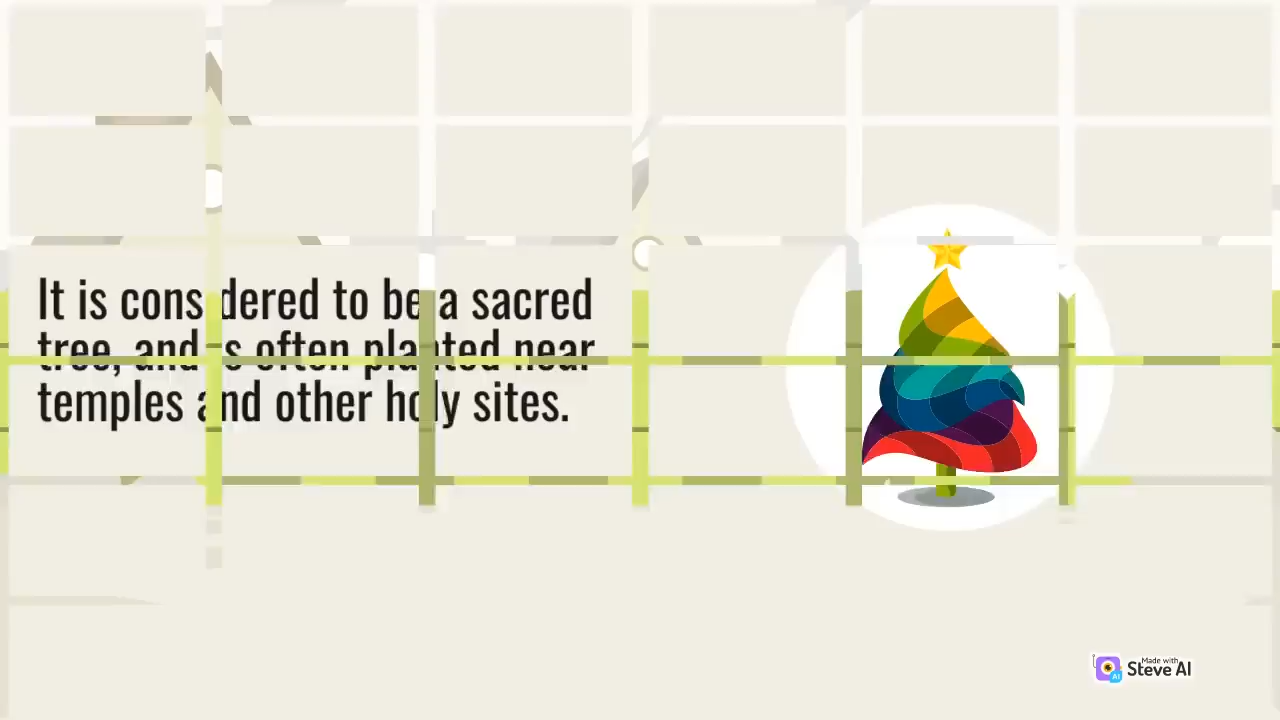 It is considered to be a sacred
tree, and is often planted near
temples and other holy sites.
Made with
Steve AI
AI